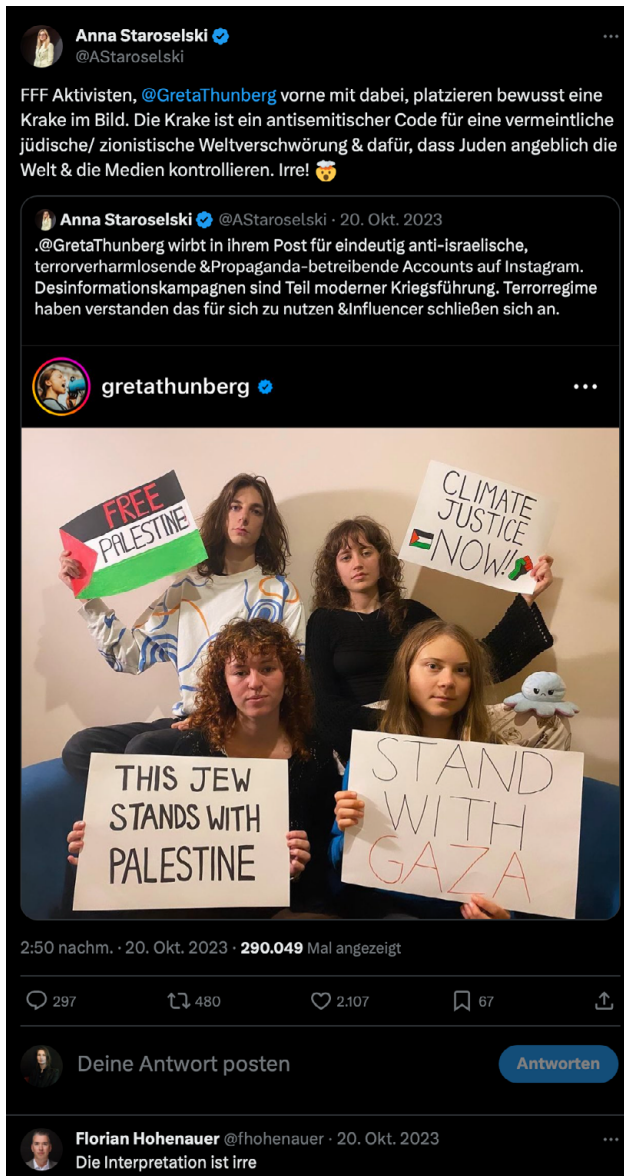 Anna Staroselski
@AStaroselski
FFF Aktivisten, @GretaThunberg vorne mit dabei, platzieren bewusst eine
Krake im Bild. Die Krake ist ein antisemitischer Code für eine vermeintliche
jüdische/ zionistische Weltverschwörung & dafür, dass Juden angeblich die
Welt & die Medien kontrollieren. Irre! 🤯
Anna Staroselski @AStaroselski · 20. Okt. 2023
.@GretaThunberg wirbt in ihrem Post für eindeutig anti-israelische,
terrorverharmlosende &Propaganda-betreibende Accounts auf Instagram.
Desinformationskampagnen sind Teil moderner Kriegsführung. Terrorregime
haben verstanden das für sich zu nutzen &Influencer schließen sich an.
gretathunberg
FREE
PALESTINE
CLIMATE
JUSTICE
NOW!!
THIS JEW
STANDS WITH
PALESTINE
STAND
WITH
GAZA
2:50 nachm. · 20. Okt. 2023 · 290.049 Mal angezeigt
297 480 2.107 67
Deine Antwort posten
Antworten
Florian Hohenauer @fhohenauer · 20. Okt. 2023
Die Interpretation ist irre